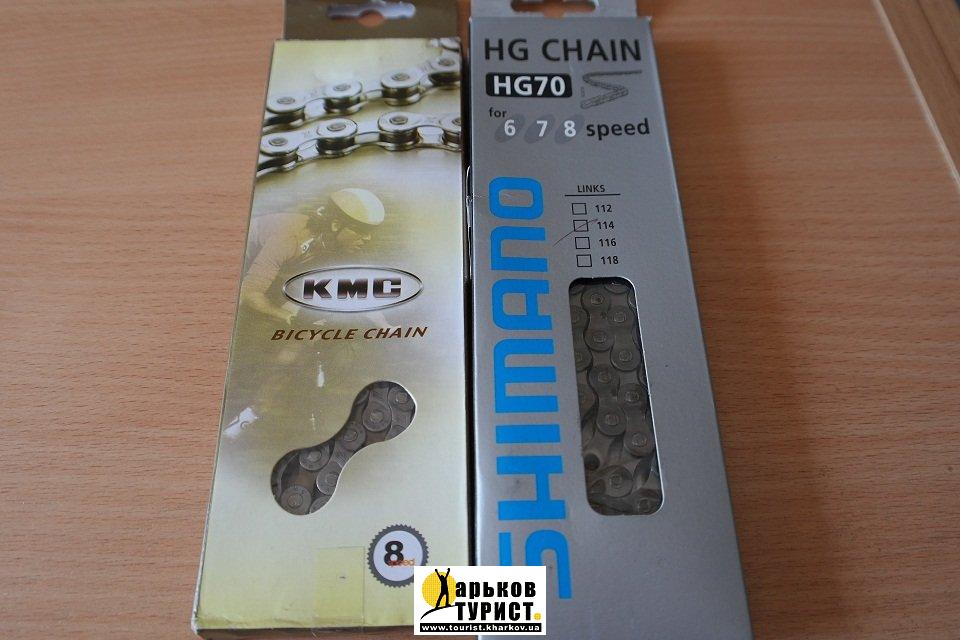 KMC
BICYCLE CHAIN
8
speed
HG CHAIN
HG70
for
6 7 8 speed
LINKS
112
114
116
118
SHIMANO
Харьков
ТУРИСТ.
www.tourist.kharkov.ua